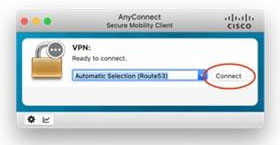 AnyConnect
Secure Mobility Client
CISCO
VPN:
Ready to connect.
Automatic Selection (Route53)
Connect